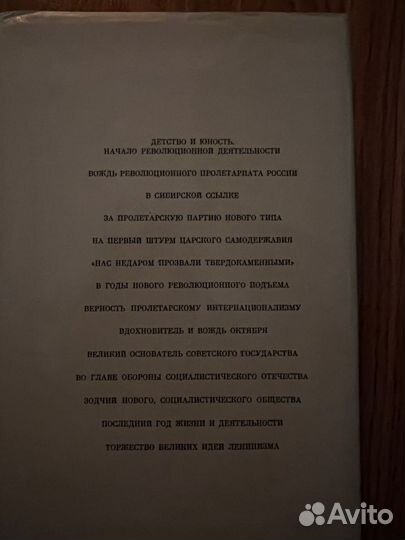 ДЕТСТВО И ЮНОСТЬ.
НАЧАЛО РЕВОЛЮЦИОННОЙ ДЕЯТЕЛЬНОСТИ
ВОЖДЬ РЕВОЛЮЦИОННОГО ПРОЛЕТАРИАТА РОССИИ
В СИБИРСКОЙ ССЫЛКЕ
ЗА ПРОЛЕТАРСКУЮ ПАРТИЮ НОВОГО ТИПА
НА ПЕРВЫЙ ШТУРМ ЦАРСКОГО САМОДЕРЖАВИЯ
«НАС НЕДАРОМ ПРОЗВАЛИ ТВЕРДОКАМЕННЫМИ»
В ГОДЫ НОВОГО РЕВОЛЮЦИОННОГО ПОДЪЕМА
ВЕРНОСТЬ ПРОЛЕТАРСКОМУ ИНТЕРНАЦИОНАЛИЗМУ
ВДОХНОВИТЕЛЬ И ВОЖДЬ ОКТЯБРЯ
ВЕЛИКИЙ ОСНОВАТЕЛЬ СОВЕТСКОГО ГОСУДАРСТВА
ВО ГЛАВЕ ОБОРОНЫ СОЦИАЛИСТИЧЕСКОГО ОТЕЧЕСТВА
ЗОДЧИЙ НОВОГО, СОЦИАЛИСТИЧЕСКОГО ОБЩЕСТВА
ПОСЛЕДНИЙ ГОД ЖИЗНИ И ДЕЯТЕЛЬНОСТИ
ТОРЖЕСТВО ВЕЛИКИХ ИДЕЙ ЛЕНИНИЗМА
Avito